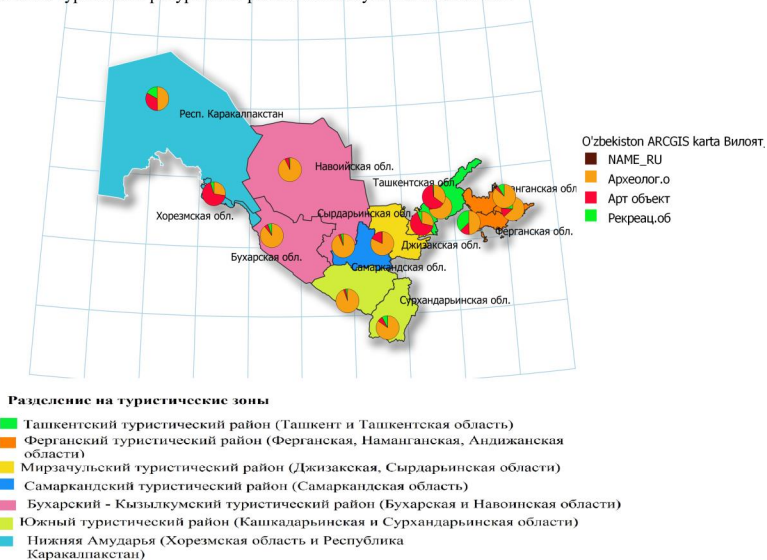 Респ. Каракалпакстан
Навоийская обл.
Ташкентская обл.
Хорезмская обл.
Сырдарьинская обл.
Ферганская обл.
Джизакская обл.
Бухарская обл.
Самаркандская обл.
Сурхандарьинская обл.
O'zbekiston ARCGIS karta Вилоят
NAME_RU
Археолог.о
Арт объект
Рекреац.об
Разделение на туристические зоны
Ташкентский туристический район (Ташкент и Ташкентская область)
Ферганский туристический район (Ферганская, Наманганская, Андижанская
области)
Мирзачульский туристический район (Джизакская, Сырдарьинская области)
Самаркандский туристический район (Самаркандская область)
Бухарский - Кызылкумский туристический район (Бухарская и Навоинская области)
Южный туристический район (Кашкадарьинская и Сурхандарьинская области)
Нижняя Амударья (Хорезмская область и Республика
Каракалпакстан)